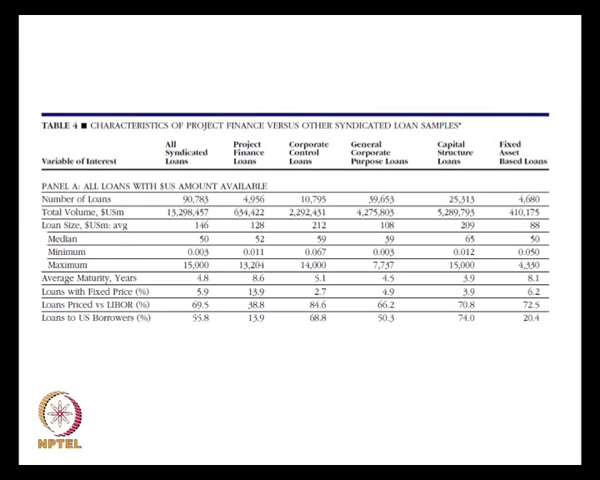 TABLE 4 ■ CHARACTERISTICS OF PROJECT FINANCE VERSUS OTHER SYNDICATED LOAN SAMPLES*
Variable of Interest All Syndicated Loans Project Finance Loans Corporate Control Loans General Corporate Purpose Loans Capital Structure Loans Fixed Asset Based Loans
PANEL A: ALL LOANS WITH $US AMOUNT AVAILABLE
Number of Loans 90,783 4,956 10,795 39,653 25,313 4,680
Total Volume, $USm 13,298,457 634,422 2,292,431 4,275,803 5,289,793 410,175
Loan Size, $USm: avg 146 128 212 108 209 88
Median 50 52 59 39 65 50
Minimum 0.003 0.011 0.067 0.003 0.012 0.050
Maximum 15,000 13,204 14,000 7,737 15,000 4,330
Average Maturity, Years 4.8 8.6 5.1 4.5 3.9 8.1
Loans with Fixed Price (%) 5.9 13.9 2.7 4.9 3.9 6.2
Loans Priced vs LIBOR (%) 69.5 38.8 84.6 66.2 70.8 72.5
Loans to US Borrowers (%) 55.8 13.9 68.8 50.3 74.0 20.4
NPTEL